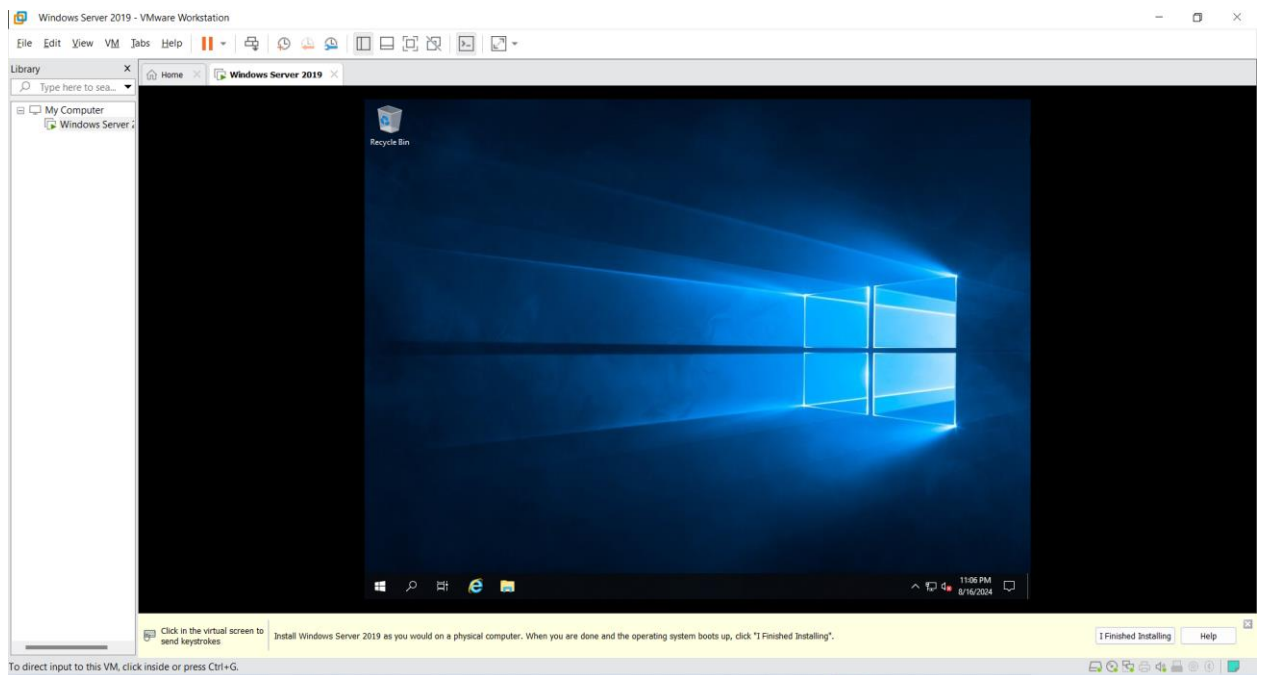 Windows Server 2019 - VMware Workstation
File Edit View VM Tabs Help
Library X
Home Windows Server 2019
Type here to sea...
My Computer
Windows Server
Recycle Bin
11:06 PM
8/16/2024
Click in the virtual screen to
send keystrokes
Install Windows Server 2019 as you would on a physical computer. When you are done and the operating system boots up, click "I Finished Installing".
I Finished Installing
Help
To direct input to this VM, click inside or press Ctrl+G.